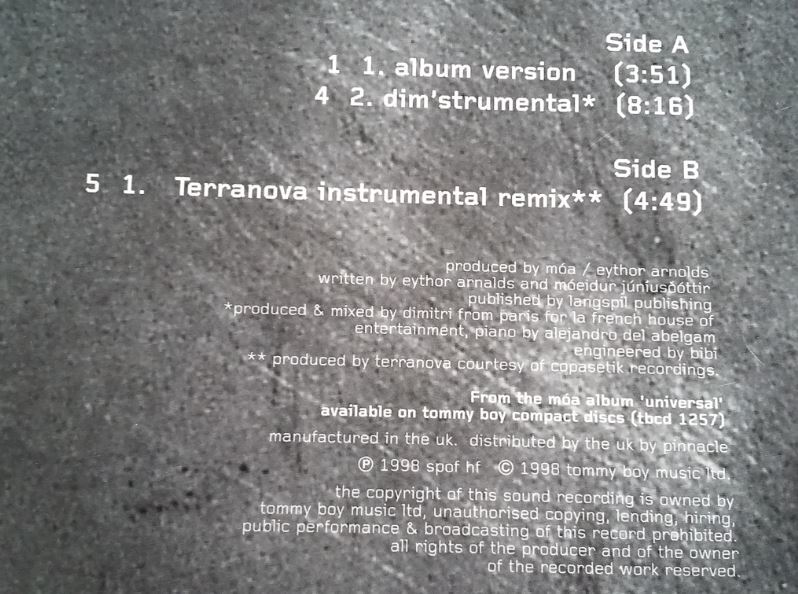 Side A
1 1. album version (3:51)
4 2. dim'strumental* (8:16)
Side B
5 1. Terranova instrumental remix** (4:49)
produced by móa / eythor arnolds
written by eythor arnalds and móeidur júníusdóttir
published by langspil publishing
*produced & mixed by dimitri from paris for la french house of
entertainment, piano by alejandro del abelgam
engineered by bibi
** produced by terranova courtesy of copasetik recordings.
From the móa album 'universal'
available on tommy boy compact discs (tbcd 1257)
manufactured in the uk. distributed by the uk by pinnacle
℗ 1998 spof hf © 1998 tommy boy music ltd.
the copyright of this sound recording is owned by
tommy boy music ltd, unauthorised copying, lending, hiring,
public performance & broadcasting of this record prohibited.
all rights of the producer and of the owner
of the recorded work reserved.